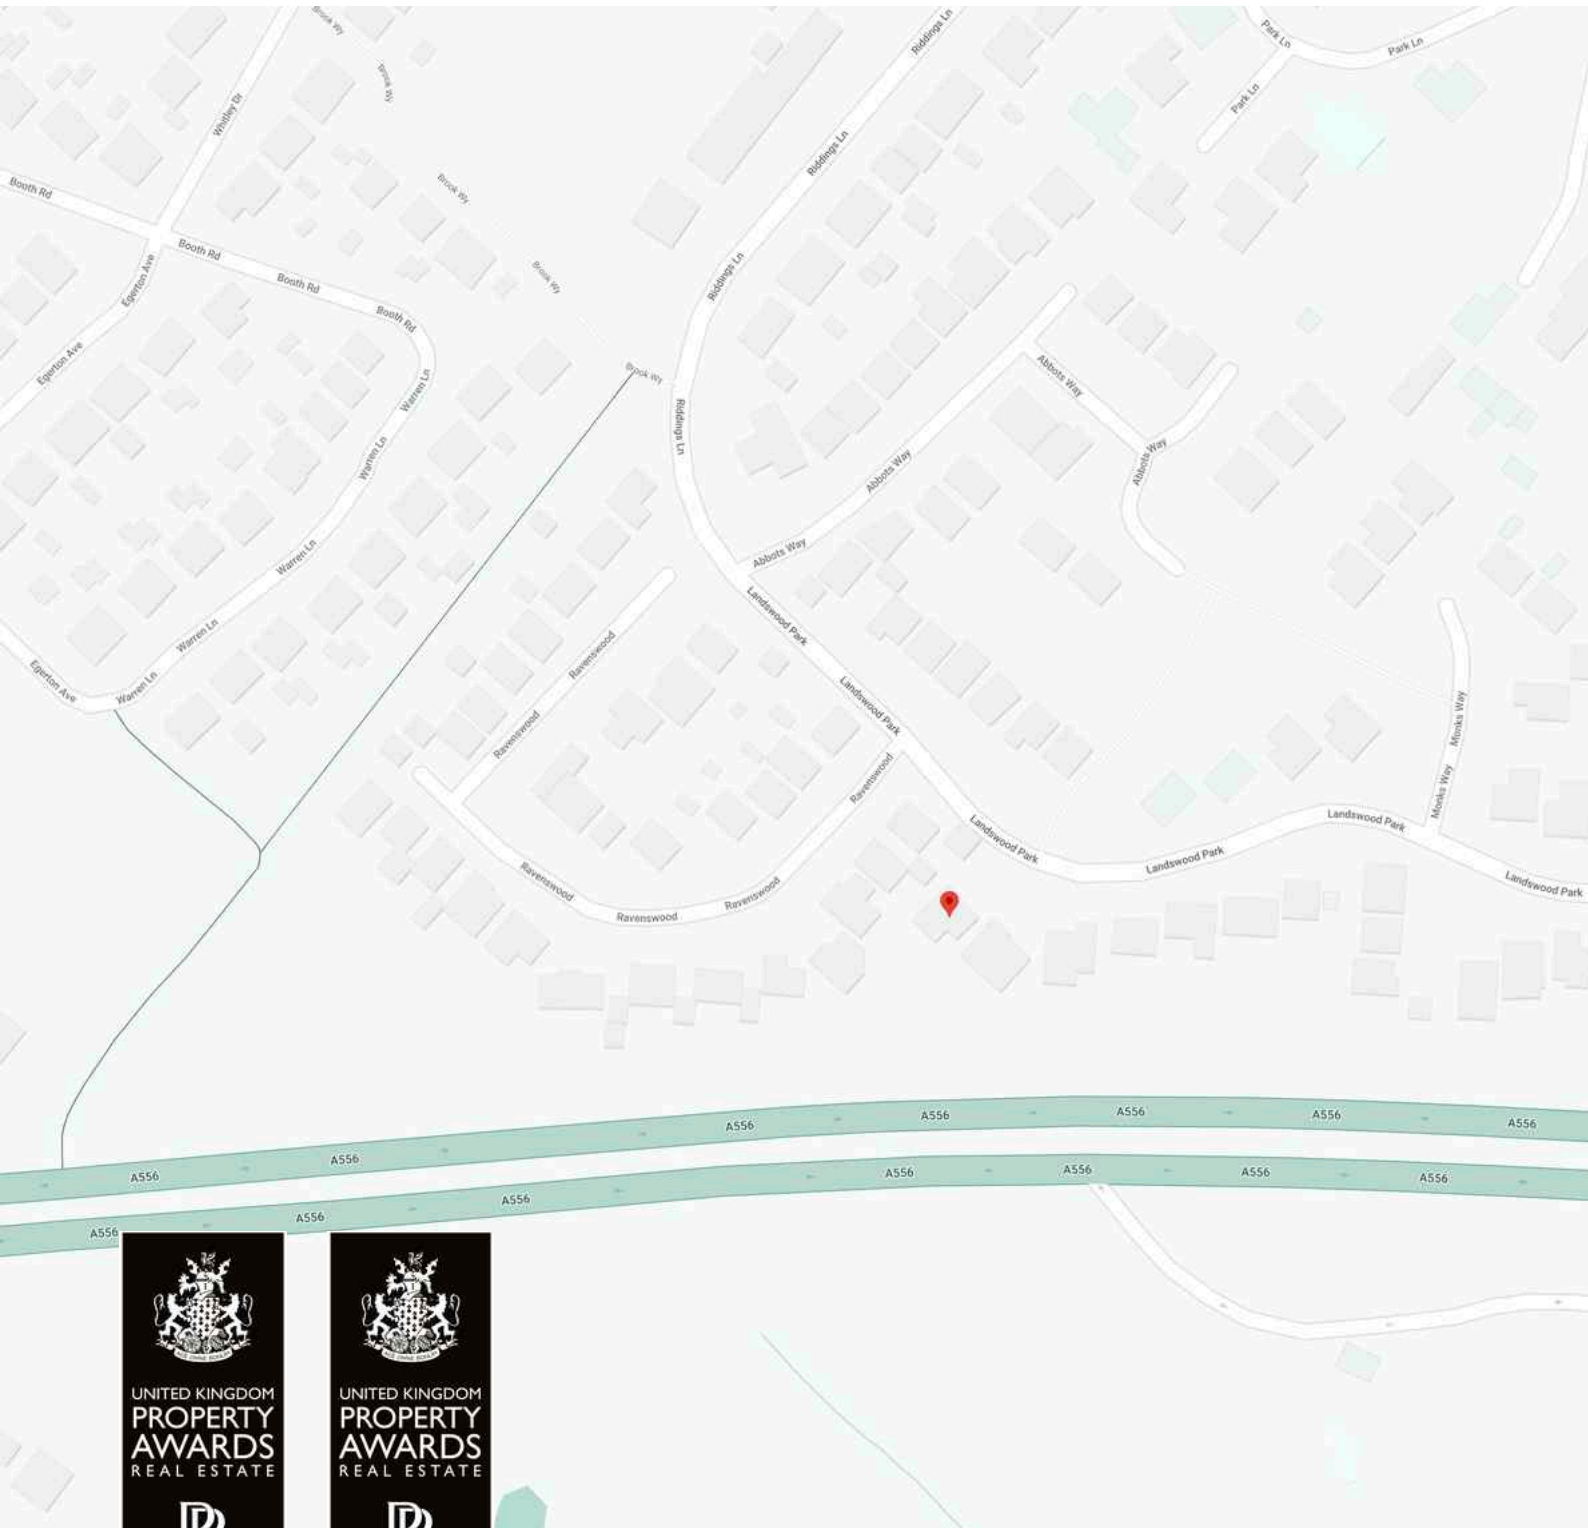 Brook Wy
Riddings Ln
Park Ln
Park Ln
Brook Wy
Park Ln
Whitley Dr
Riddings Ln
Booth Rd
Brook Wy
Booth Rd
Egerton Ave
Booth Rd
Brook Wy
Riddings Ln
Booth Rd
Egerton Ave
Brook Wy
Warren Ln
Riddings Ln
Abbots Way
Warren Ln
Abbots Way
Abbots Way
Warren Ln
Abbots Way
Landswood Park
Warren Ln
Ravenswood
Egerton Ave
Warren Ln
Landswood Park
Monks Way
Ravenswood
Ravenswood
Monks Way
Landswood Park
Landswood Park
Landswood Park
Landswood Park
Ravenswood
Ravenswood
Ravenswood
A556
A556
A556
A556
A556
A556
A556
A556
A556
A556
A556
A556
A556
A556
UNITED KINGDOM
PROPERTY
AWARDS
REAL ESTATE
UNITED KINGDOM
PROPERTY
AWARDS
REAL ESTATE